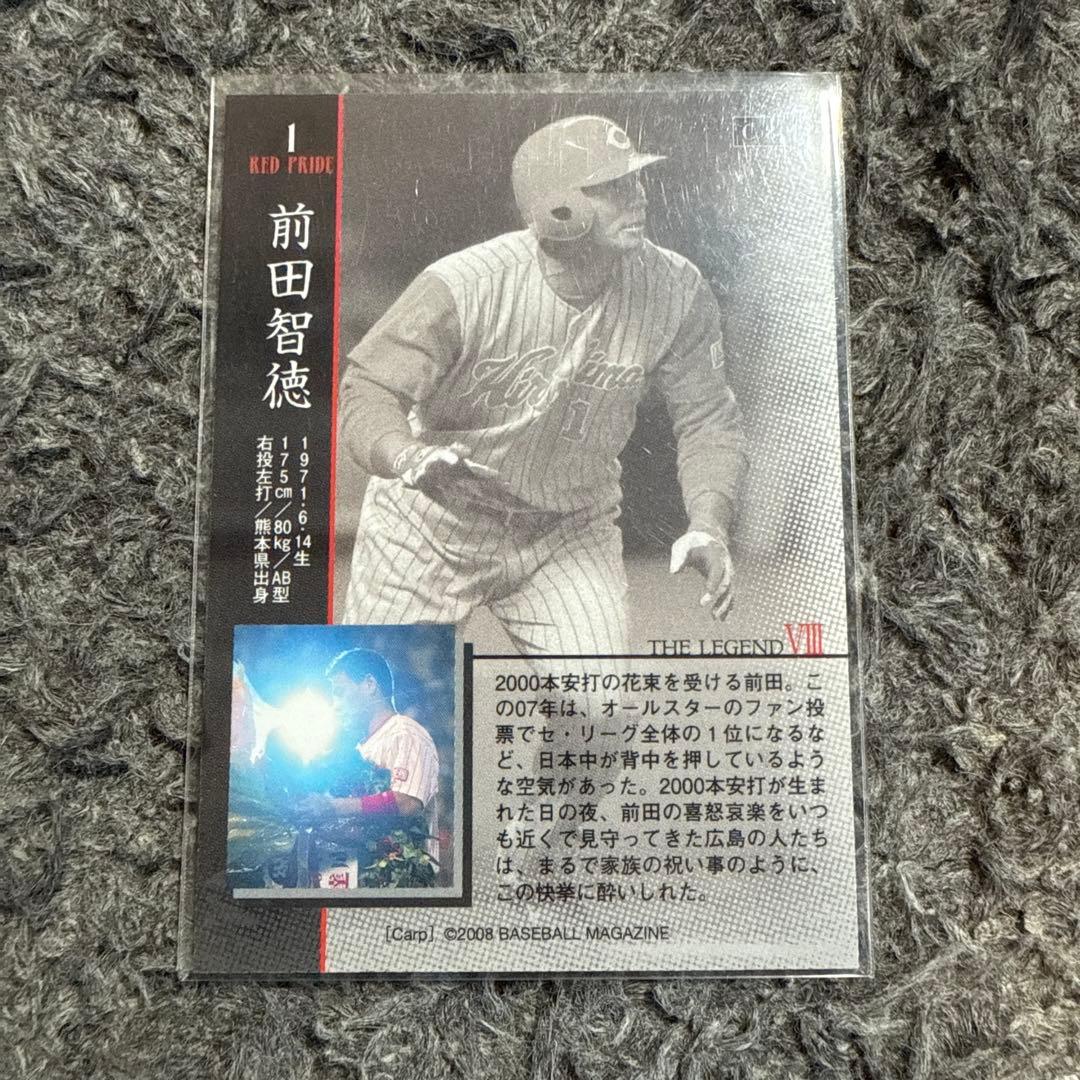 1
RED PRIDE
前田智徳
1971・6・14生
175cm/80kg/AB型
右投左打/熊本県出身
1
THE LEGEND VIII
2000本安打の花束を受ける前田。こ
の07年は、オールスターのファン投
票でセ・リーグ全体の1位になるな
ど、日本中が背中を押しているよう
な空気があった。2000本安打が生ま
れた日の夜、前田の喜怒哀楽をいつ
も近くで見守ってきた広島の人たち
は、まるで家族の祝い事のように、
この快挙に酔いしれた。
[Carp] ©2008 BASEBALL MAGAZINE